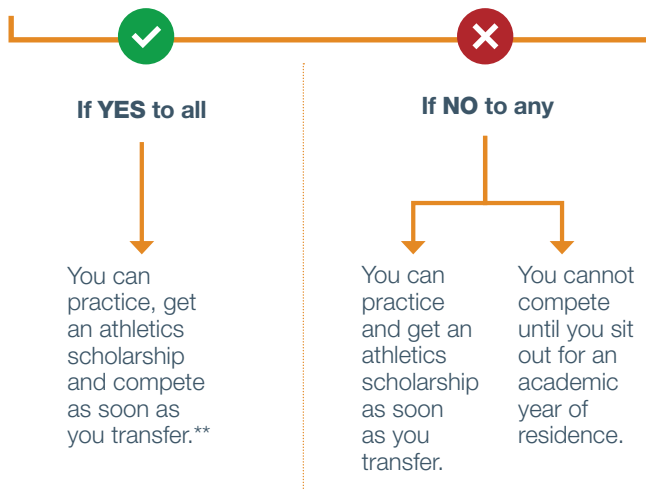 If YES to all
You can
practice, get
an athletics
scholarship
and compete
as soon as
you transfer.**
If NO to any
You can
practice
and get an
athletics
scholarship
as soon
as you
transfer.
You cannot
compete
until you sit
out for an
academic
year of
residence.